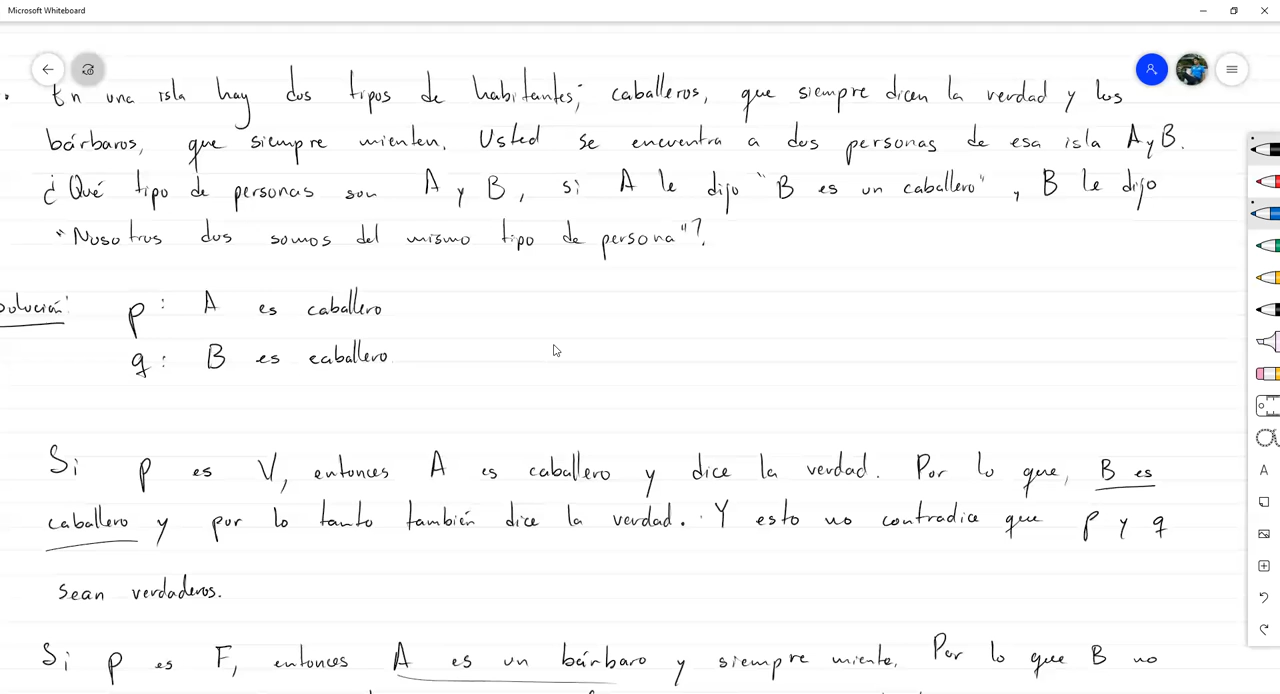 Microsoft Whiteboard
. En una isla hay dos tipos de habitantes; caballeros, que siempre dicen la verdad y los
bárbaros, que siempre mienten. Usted se encuentra a dos personas de esa isla A y B.
¿Qué tipo de personas son A y B, si A le dijo "B es un caballero", y B le dijo
"Nosotros dos somos del mismo tipo de persona"?.
olución: p: A es caballero
q: B es caballero.
Si p es V, entonces A es caballero y dice la verdad. Por lo que, B es
caballero y por lo tanto también dice la verdad. Y esto no contradice que p y q
sean verdaderos.
Si p es F, entonces A es un bárbaro y siempre miente. Por lo que B no